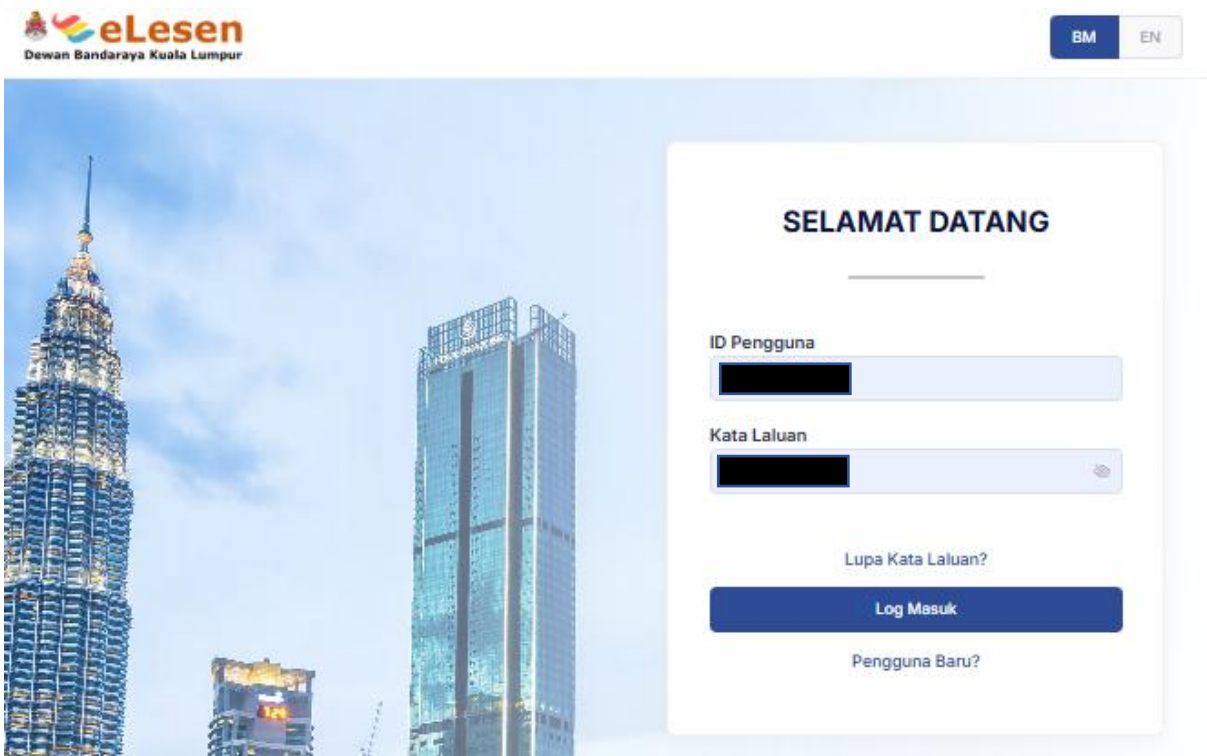 eLesen
Dewan Bandaraya Kuala Lumpur
BM EN
SELAMAT DATANG
ID Pengguna
Kata Laluan
Lupa Kata Laluan?
Log Masuk
Pengguna Baru?